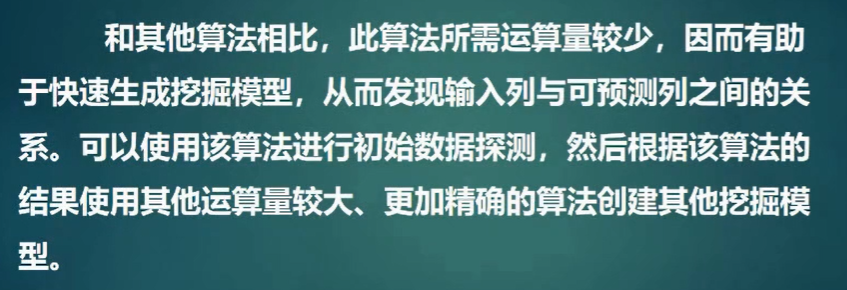 和其他算法相比，此算法所需运算量较少，因而有助
于快速生成挖掘模型，从而发现输入列与可预测列之间的关
系。可以使用该算法进行初始数据探测，然后根据该算法的
结果使用其他运算量较大、更加精确的算法创建其他挖掘模
型。